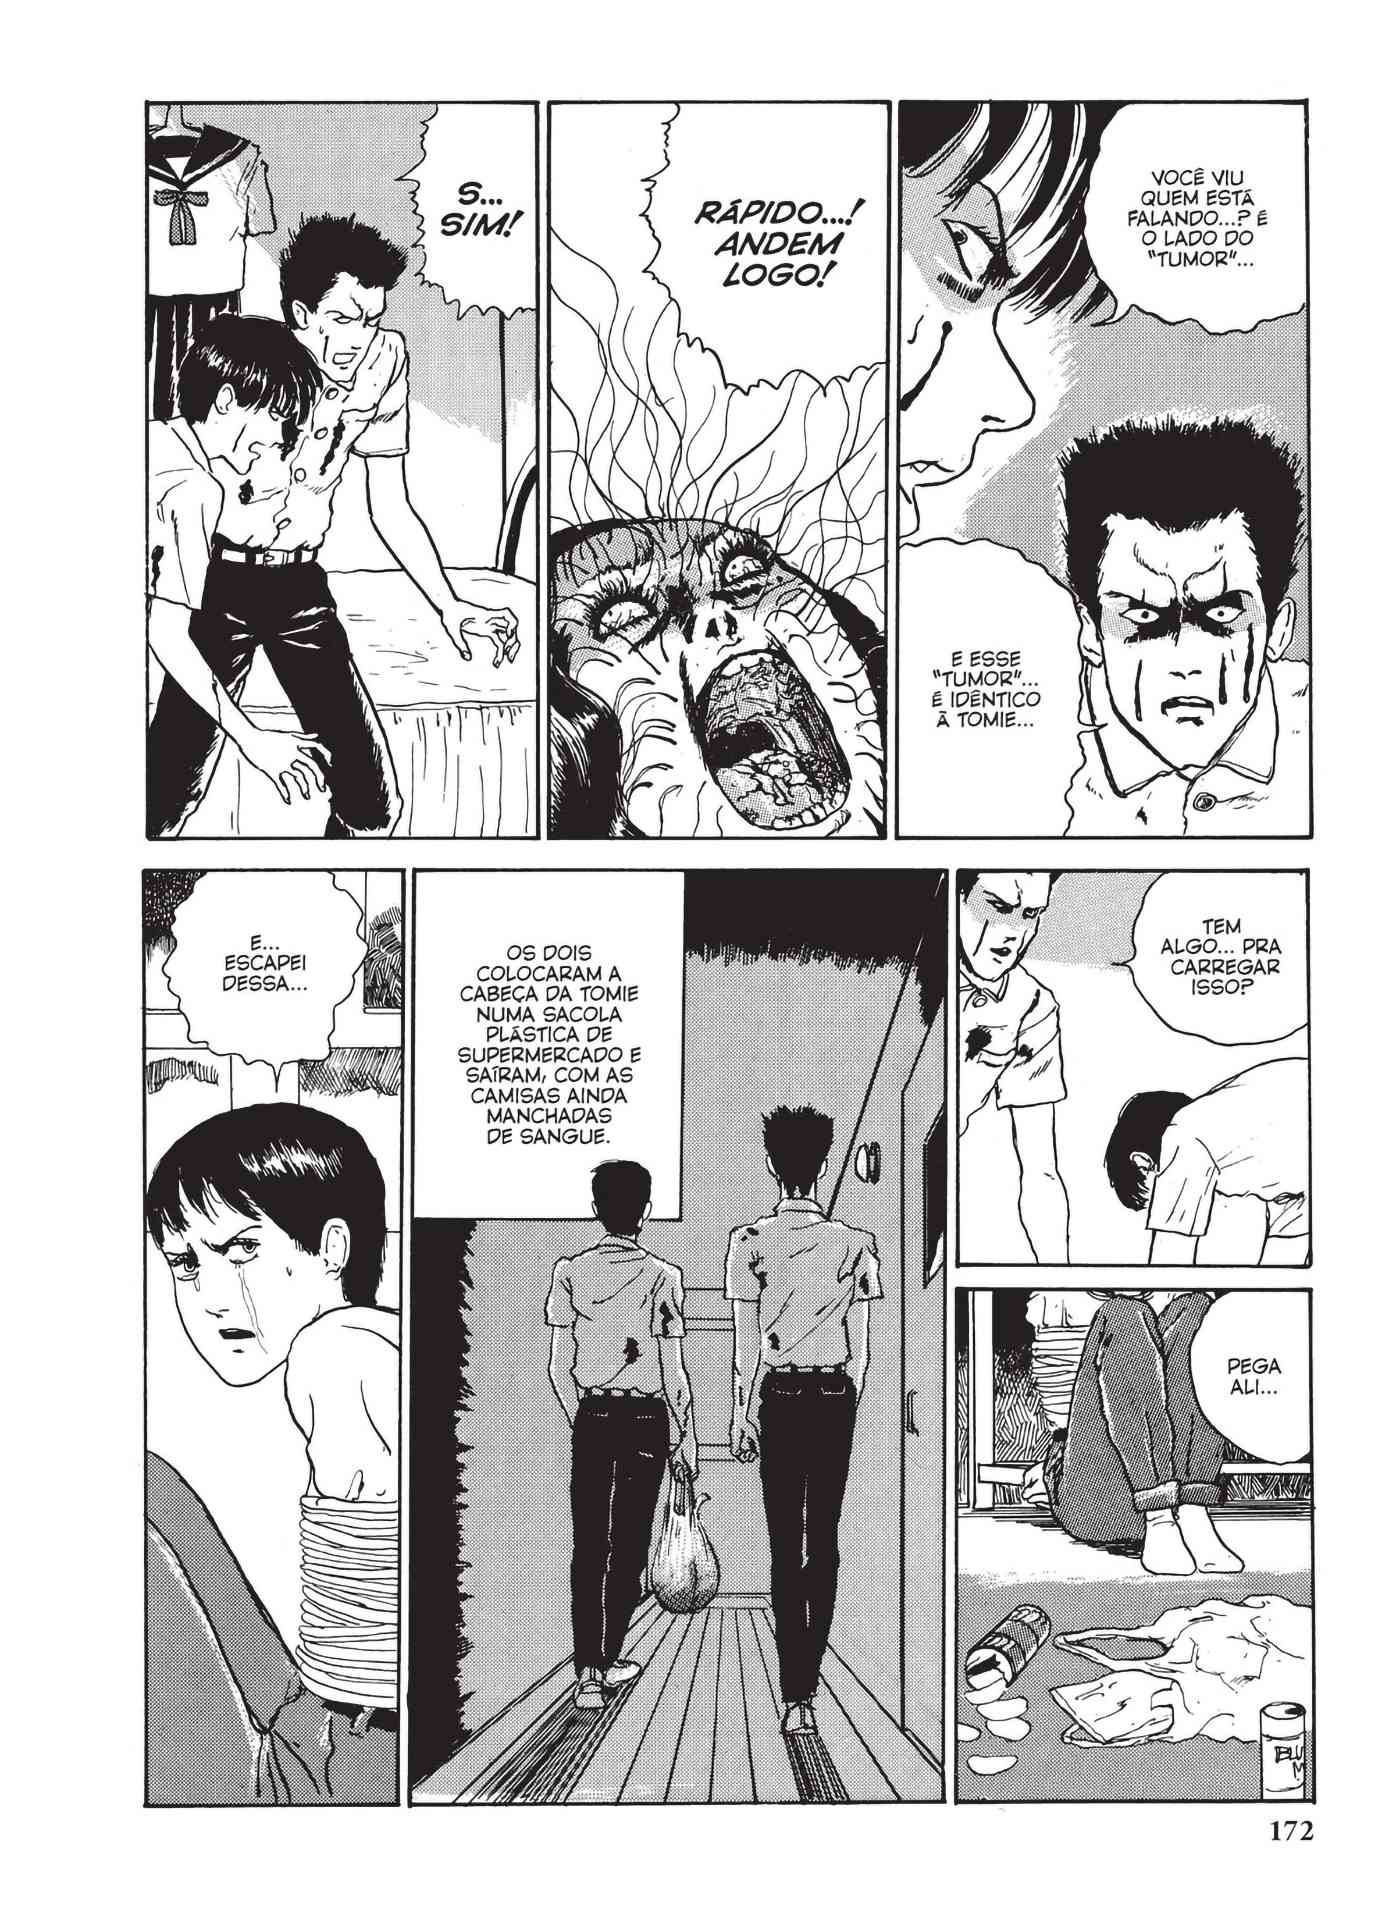 VOCÊ VIU
QUEM ESTÁ
FALANDO...? É
O LADO DO
"TUMOR"...
E ESSE
"TUMOR"...
É IDÊNTICO
À TOMIE...
RÁPIDO...!
ANDEM
LOGO!
S...
SIM!
TEM
ALGO... PRA
CARREGAR
ISSO?
PEGA
ALI...
BLU
M
OS DOIS
COLOCARAM A
CABEÇA DA TOMIE
NUMA SACOLA
PLÁSTICA DE
SUPERMERCADO E
SAÍRAM, COM AS
CAMISAS AINDA
MANCHADAS
DE SANGUE.
E...
ESCAPEI
DESSA...
172